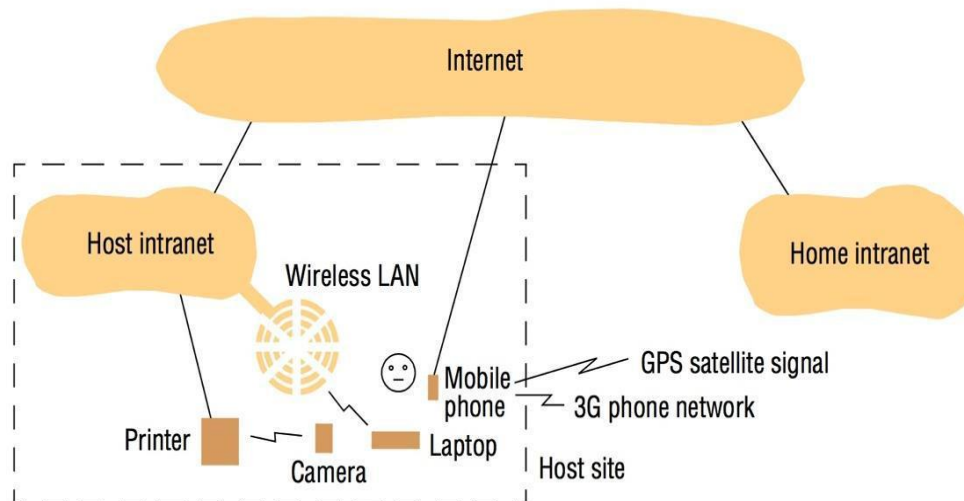 Internet
Host intranet
Home intranet
Wireless LAN
GPS satellite signal
Mobile
phone
3G phone network
Printer
Laptop
Camera
Host site